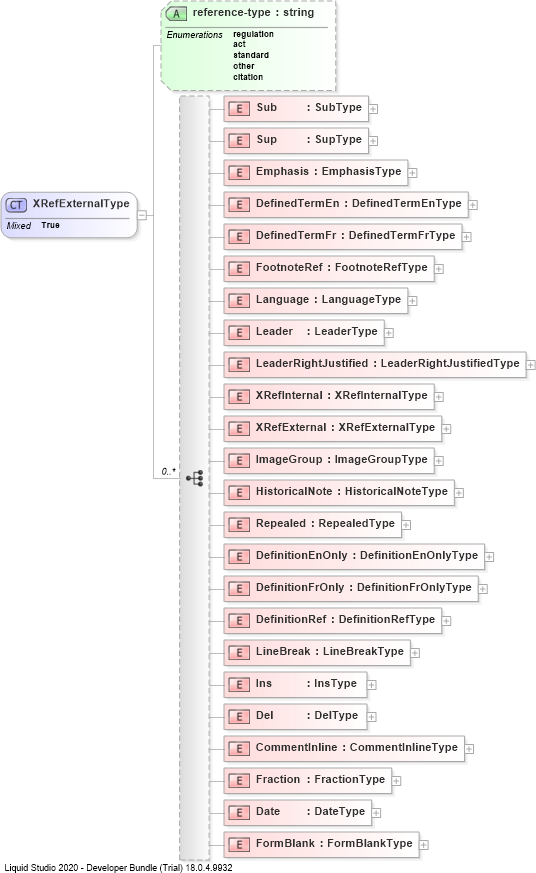 A reference-type : string
Enumerations regulation
act
standard
other
citation
E Sub : SubType
E Sup : SupType
E Emphasis : EmphasisType
CT XRefExternalType
E DefinedTermEn : DefinedTermEnType
Mixed True
E DefinedTermFr : DefinedTermFrType
E FootnoteRef : FootnoteRefType
E Language : LanguageType
E Leader : LeaderType
E LeaderRightJustified : LeaderRightJustifiedType
E XRefInternal : XRefInternalType
E XRefExternal : XRefExternalType
E ImageGroup : ImageGroupType
0..*
E HistoricalNote : HistoricalNoteType
E Repealed : RepealedType
E DefinitionEnOnly : DefinitionEnOnlyType
E DefinitionFrOnly : DefinitionFrOnlyType
E DefinitionRef : DefinitionRefType
E LineBreak : LineBreakType
E Ins : InsType
E Del : DelType
E CommentInline : CommentInlineType
E Fraction : FractionType
E Date : DateType
E FormBlank : FormBlankType
Liquid Studio 2020 - Developer Bundle (Trial) 18.0.4.9932